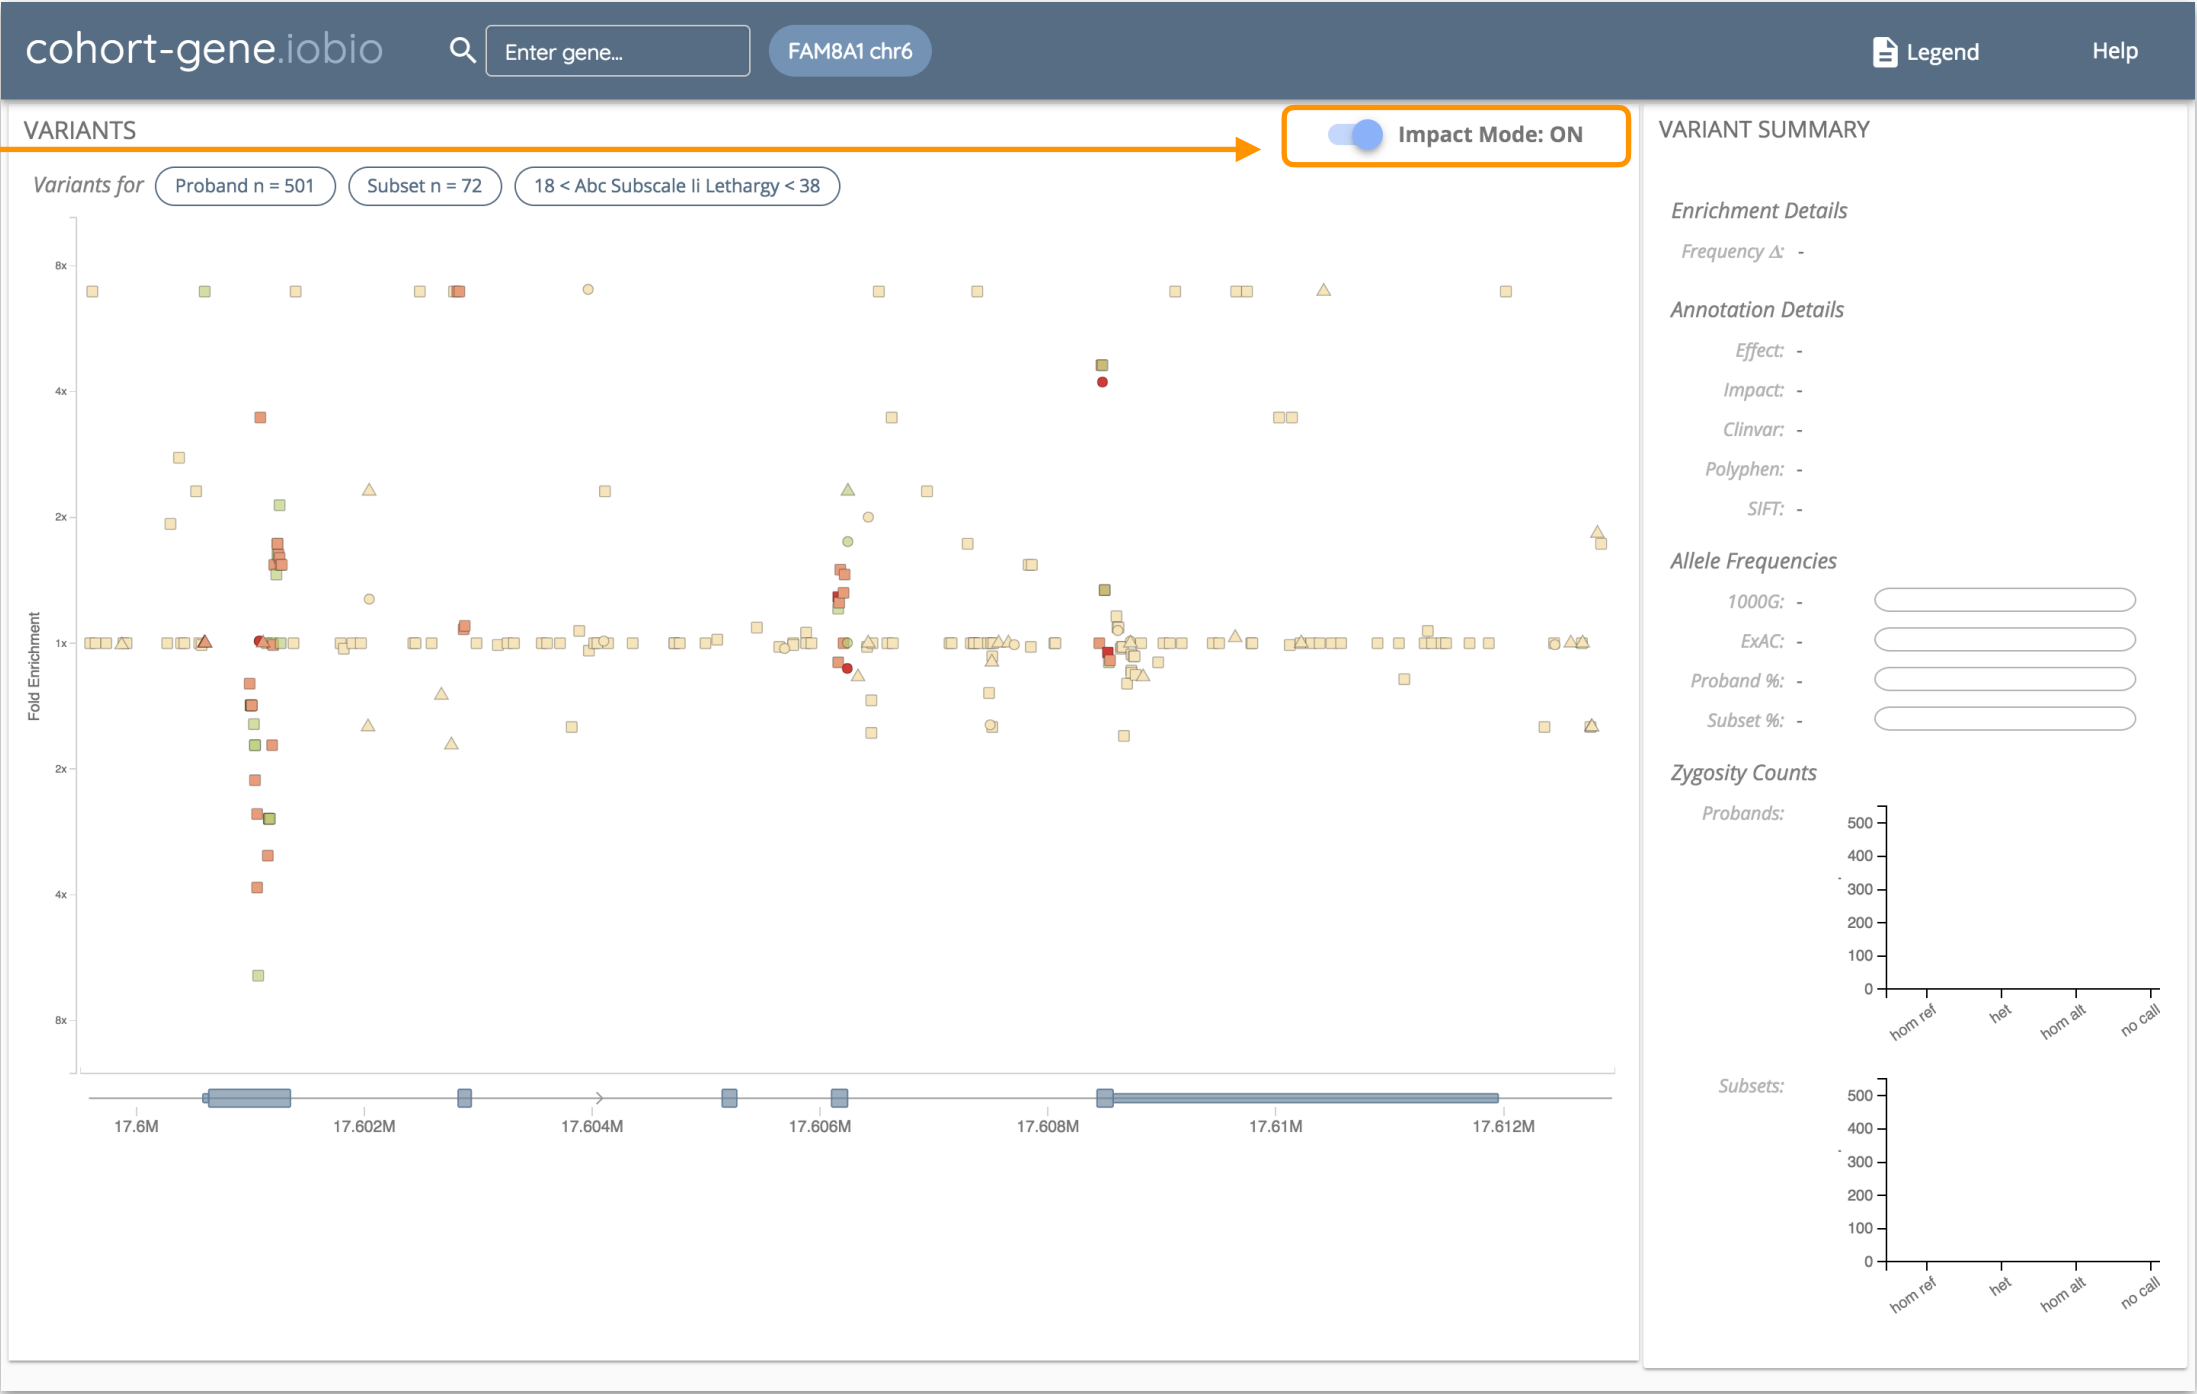 cohort-gene.iobio
Enter gene...
FAM8A1 chr6
Legend
Help
VARIANTS
Impact Mode: ON
Variants for
Proband n = 501
Subset n = 72
18 < Abc Subscale Ii Lethargy < 38
8x
4x
2x
1x
2x
4x
8x
Fold Enrichment
17.6M
17.602M
17.604M
17.606M
17.608M
17.61M
17.612M
VARIANT SUMMARY
Enrichment Details
Frequency Δ: -
Annotation Details
Effect: -
Impact: -
Clinvar: -
Polyphen: -
SIFT: -
Allele Frequencies
1000G: -
ExAC: -
Proband %: -
Subset %: -
Zygosity Counts
Probands:
500
400
300
200
100
0
hom ref
het
hom alt
no call
Subsets:
500
400
300
200
100
0
hom ref
het
hom alt
no call